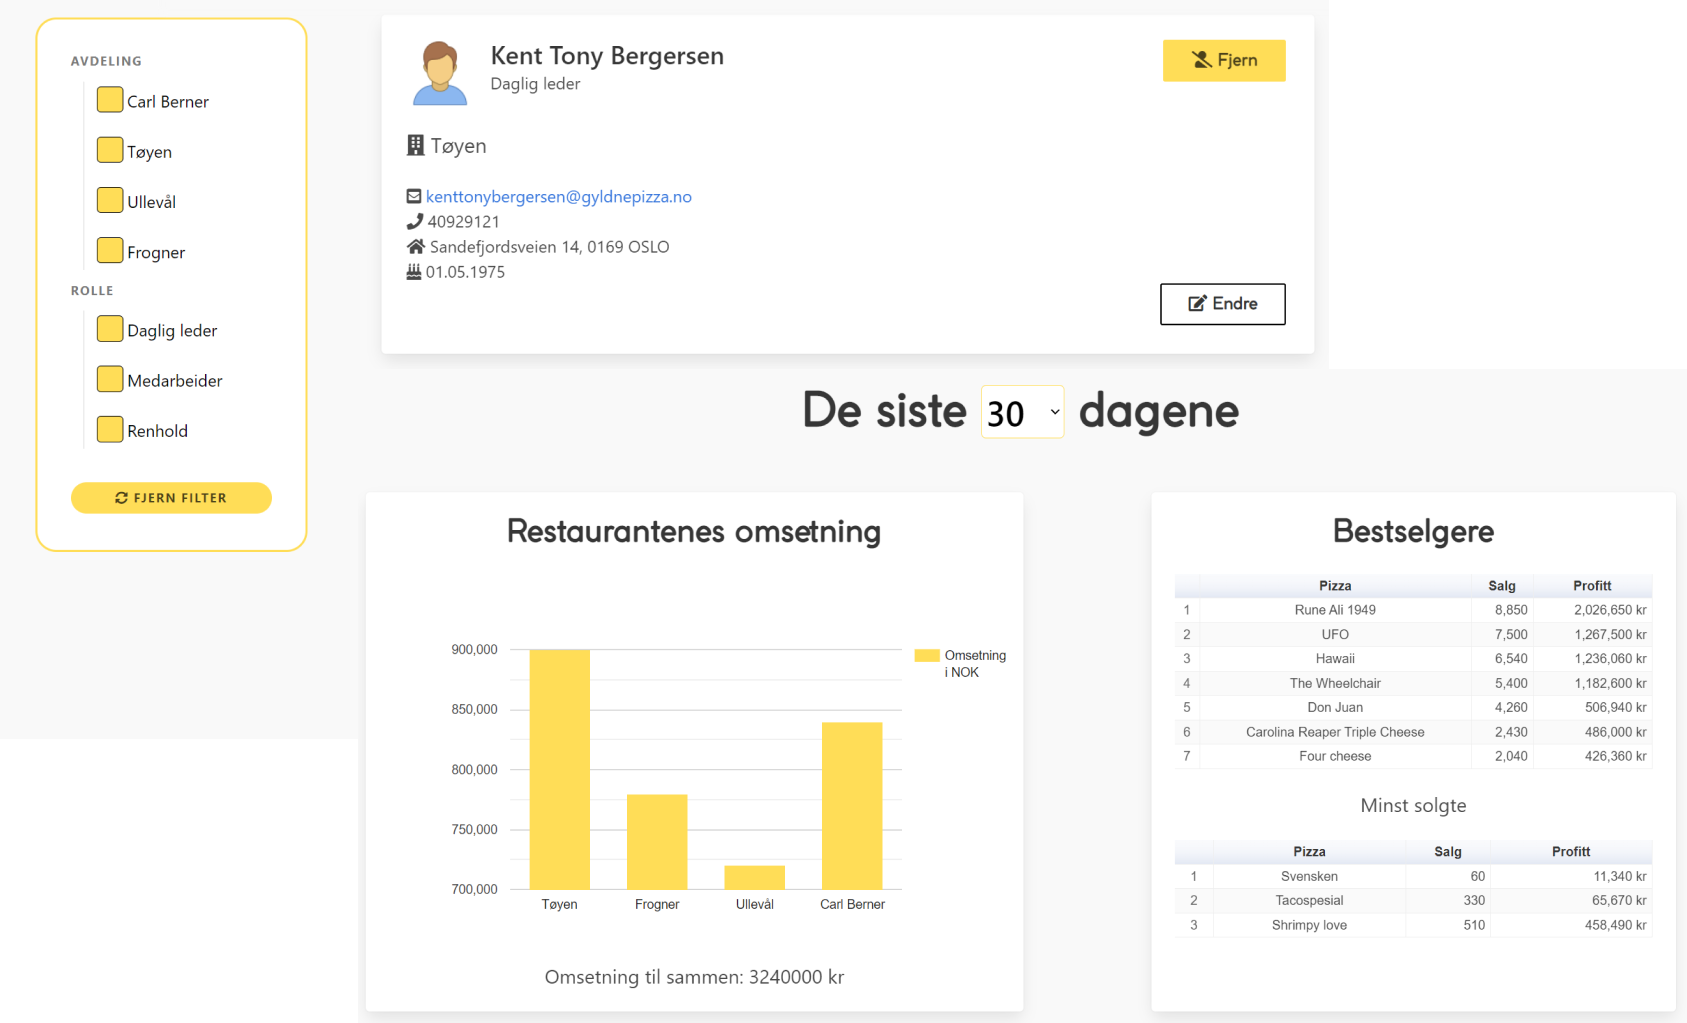 AVDELING
Carl Berner
Tøyen
Ullevål
Frogner
ROLLE
Daglig leder
Medarbeider
Renhold
FJERN FILTER
Kent Tony Bergersen
Daglig leder
Fjern
Tøyen
kenttonybergersen@gyldnepizza.no
40929121
Sandefjordsveien 14, 0169 OSLO
01.05.1975
Endre
De siste 30 dagene
Restaurantenes omsetning
900,000
850,000
800,000
750,000
700,000
Tøyen Frogner Ullevål Carl Berner
Omsetning
i NOK
Omsetning til sammen: 3240000 kr
Bestselgere
Pizza Salg Profitt
1 Rune Ali 1949 8,850 2,026,650 kr
2 UFO 7,500 1,267,500 kr
3 Hawaii 6,540 1,236,060 kr
4 The Wheelchair 5,400 1,182,600 kr
5 Don Juan 4,260 506,940 kr
6 Carolina Reaper Triple Cheese 2,430 486,000 kr
7 Four cheese 2,040 426,360 kr
Minst solgte
Pizza Salg Profitt
1 Svensken 60 11,340 kr
2 Tacospesial 330 65,670 kr
3 Shrimpy love 510 458,490 kr